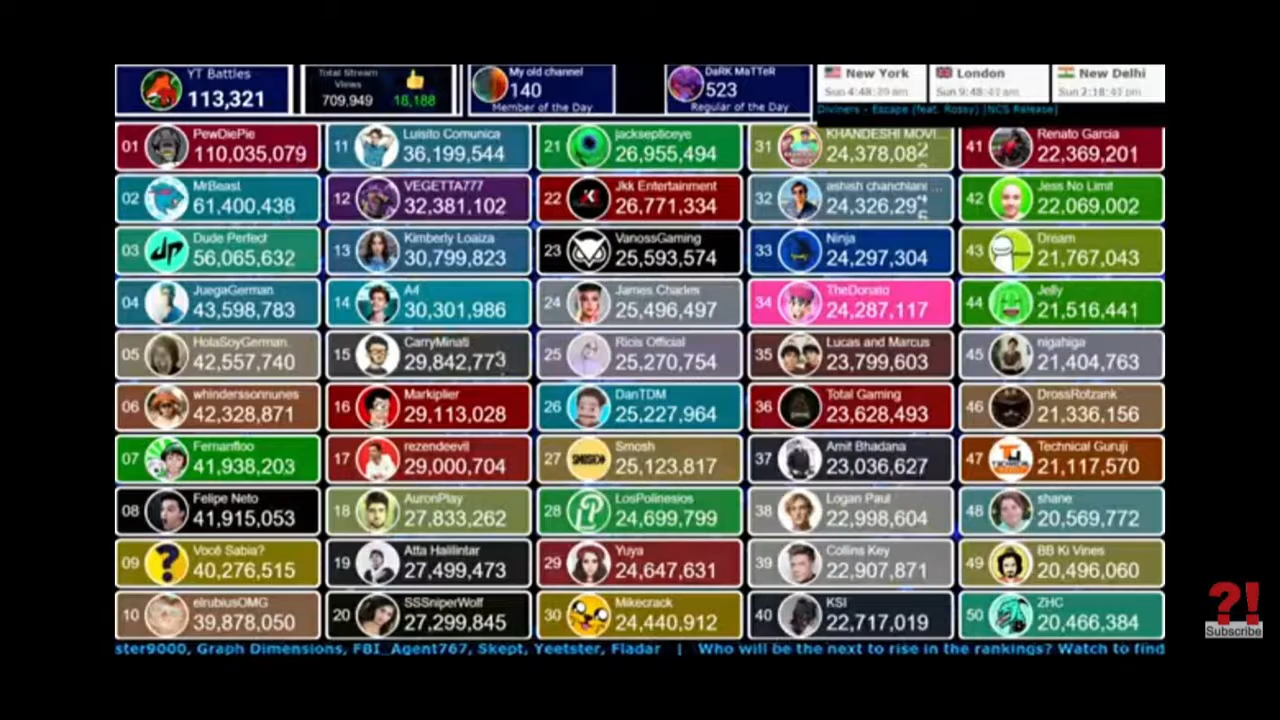 YT Battles
113,321
Total Stream
Views
709,949
18,188
My old channel
140
Member of the Day
DaRK MaTTeR
523
Regular of the Day
New York
London
New Delhi
Diviners - Escape (feat. Rossy) [NCS Release]
01 PewDiePie
110,035,079
02 MrBeast
61,400,438
03 Dude Perfect
56,065,632
04 JuegaGerman
43,598,783
05 HolaSoyGerman.
42,557,740
06 whinderssonnunes
42,328,871
07 Fernanfloo
41,938,203
08 Felipe Neto
41,915,053
09 Você Sabia?
40,276,515
10 elrubiusOMG
39,878,050
11 Luisito Comunica
36,199,544
12 VEGETTA777
32,381,102
13 Kimberly Loaiza
30,799,823
14 A4
30,301,986
15 CarryMinati
29,842,773
16 Markiplier
29,113,028
17 rezendeevil
29,000,704
18 AuronPlay
27,833,262
19 Atta Halilintar
27,499,473
20 SSSniperWolf
27,299,845
21 jacksepticeye
26,955,494
22 Jkk Entertainment
26,771,334
23 VanossGaming
25,593,574
24 James Charles
25,496,497
25 Ricis Official
25,270,754
26 DanTDM
25,227,964
27 Smosh
25,123,817
28 LosPolinesios
24,699,799
29 Yuya
24,647,631
30 Mikecrack
24,440,912
31 KHANDESHI MOVI...
32 ashish chanchlani ...
33 Ninja
24,297,304
34 TheDonato
24,287,117
35 Lucas and Marcus
23,799,603
36 Total Gaming
23,628,493
37 Amit Bhadana
23,036,627
38 Logan Paul
22,998,604
39 Collins Key
22,907,871
40 KSI
22,717,019
41 Renato Garcia
22,369,201
42 Jess No Limit
22,069,002
43 Dream
21,767,043
44 Jelly
21,516,441
45 nigahiga
21,404,763
46 DrossRotzank
21,336,156
47 Technical Guruji
21,117,570
48 shane
20,569,772
49 BB Ki Vines
20,496,060
50 ZHC
20,466,384
ster9000, Graph Dimensions, FBI_Agent767, Skept, Yeetster, Fladar | Who will be the next to rise in the rankings? Watch to find
?!
Subscribe